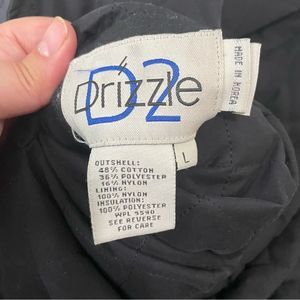 D2
Drizzle
MADE IN KOREA
L
OUTSHELL:
48% COTTON
36% POLYESTER
16% NYLON
LINING:
100% NYLON
INSULATION:
100% POLYESTER
WPL 9590
SEE REVERSE
FOR CARE